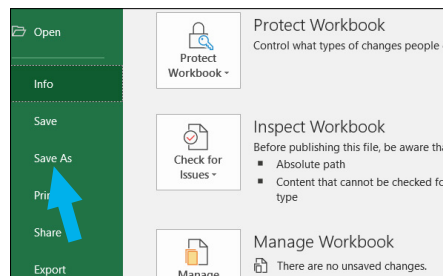 Open
Info
Save
Save As
Share
Export
Protect
Workbook
Protect Workbook
Control what types of changes people
Check for
Issues
Inspect Workbook
Before publishing this file, be aware
Absolute path
Content that cannot be checked
type
Manage
Manage Workbook
There are no unsaved changes.